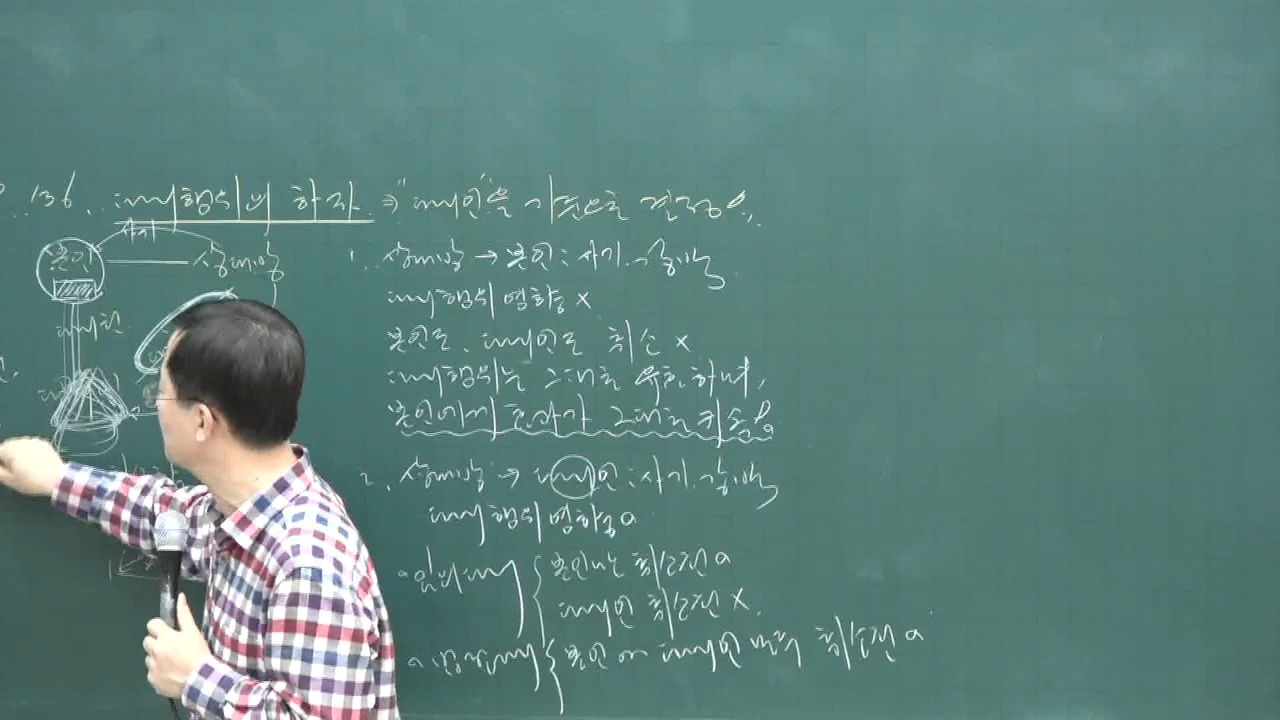 136. 대리행위의 하자 ⇒ "대리인"을 기준으로 결정
본인
사기
상대방
대리권
1. 상대방 → 본인 : 사기. 강박
대리행위 영향 x
본인도, 대리인도 취소 x
대리행위는 그대로 유효하며,
본인에게 효과가 그대로 귀속
2. 상대방 → 대리인 : 사기. 강박
대리행위 영향 o
임의대리
본인만 취소권 o
대리인 취소권 x.
법정대리
본인 or 대리인 모두 취소권 o